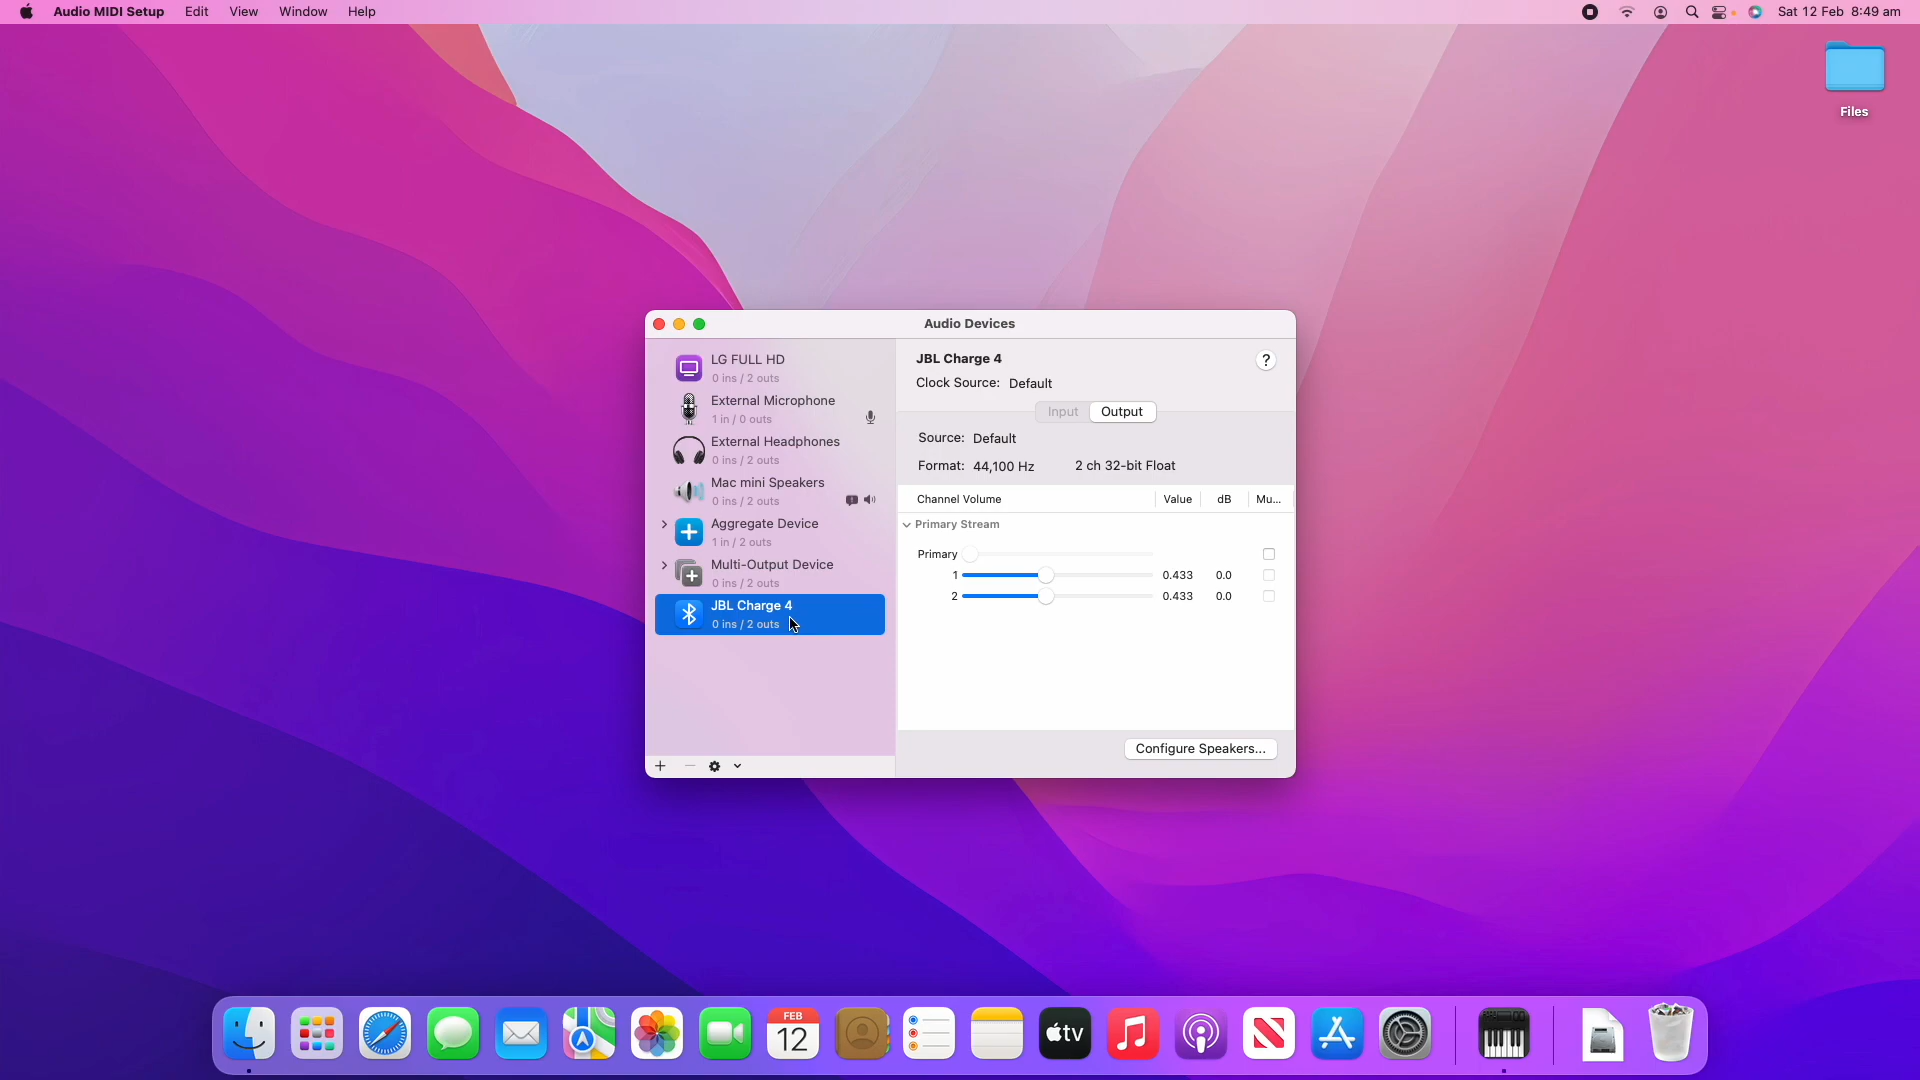 Audio MIDI Setup Edit View Window Help
Sat 12 Feb 8:49 am
Files
Audio Devices
LG FULL HD
0 ins / 2 outs
External Microphone
1 in / 0 outs
External Headphones
0 ins / 2 outs
Mac mini Speakers
0 ins / 2 outs
Aggregate Device
1 in / 2 outs
Multi-Output Device
0 ins / 2 outs
JBL Charge 4
0 ins / 2 outs
JBL Charge 4
?
Clock Source: Default
Input Output
Source: Default
Format: 44,100 Hz 2 ch 32-bit Float
Channel Volume Value dB Mu...
Primary Stream
Primary
1 0.433 0.0
2 0.433 0.0
Configure Speakers...
FEB
12
tv